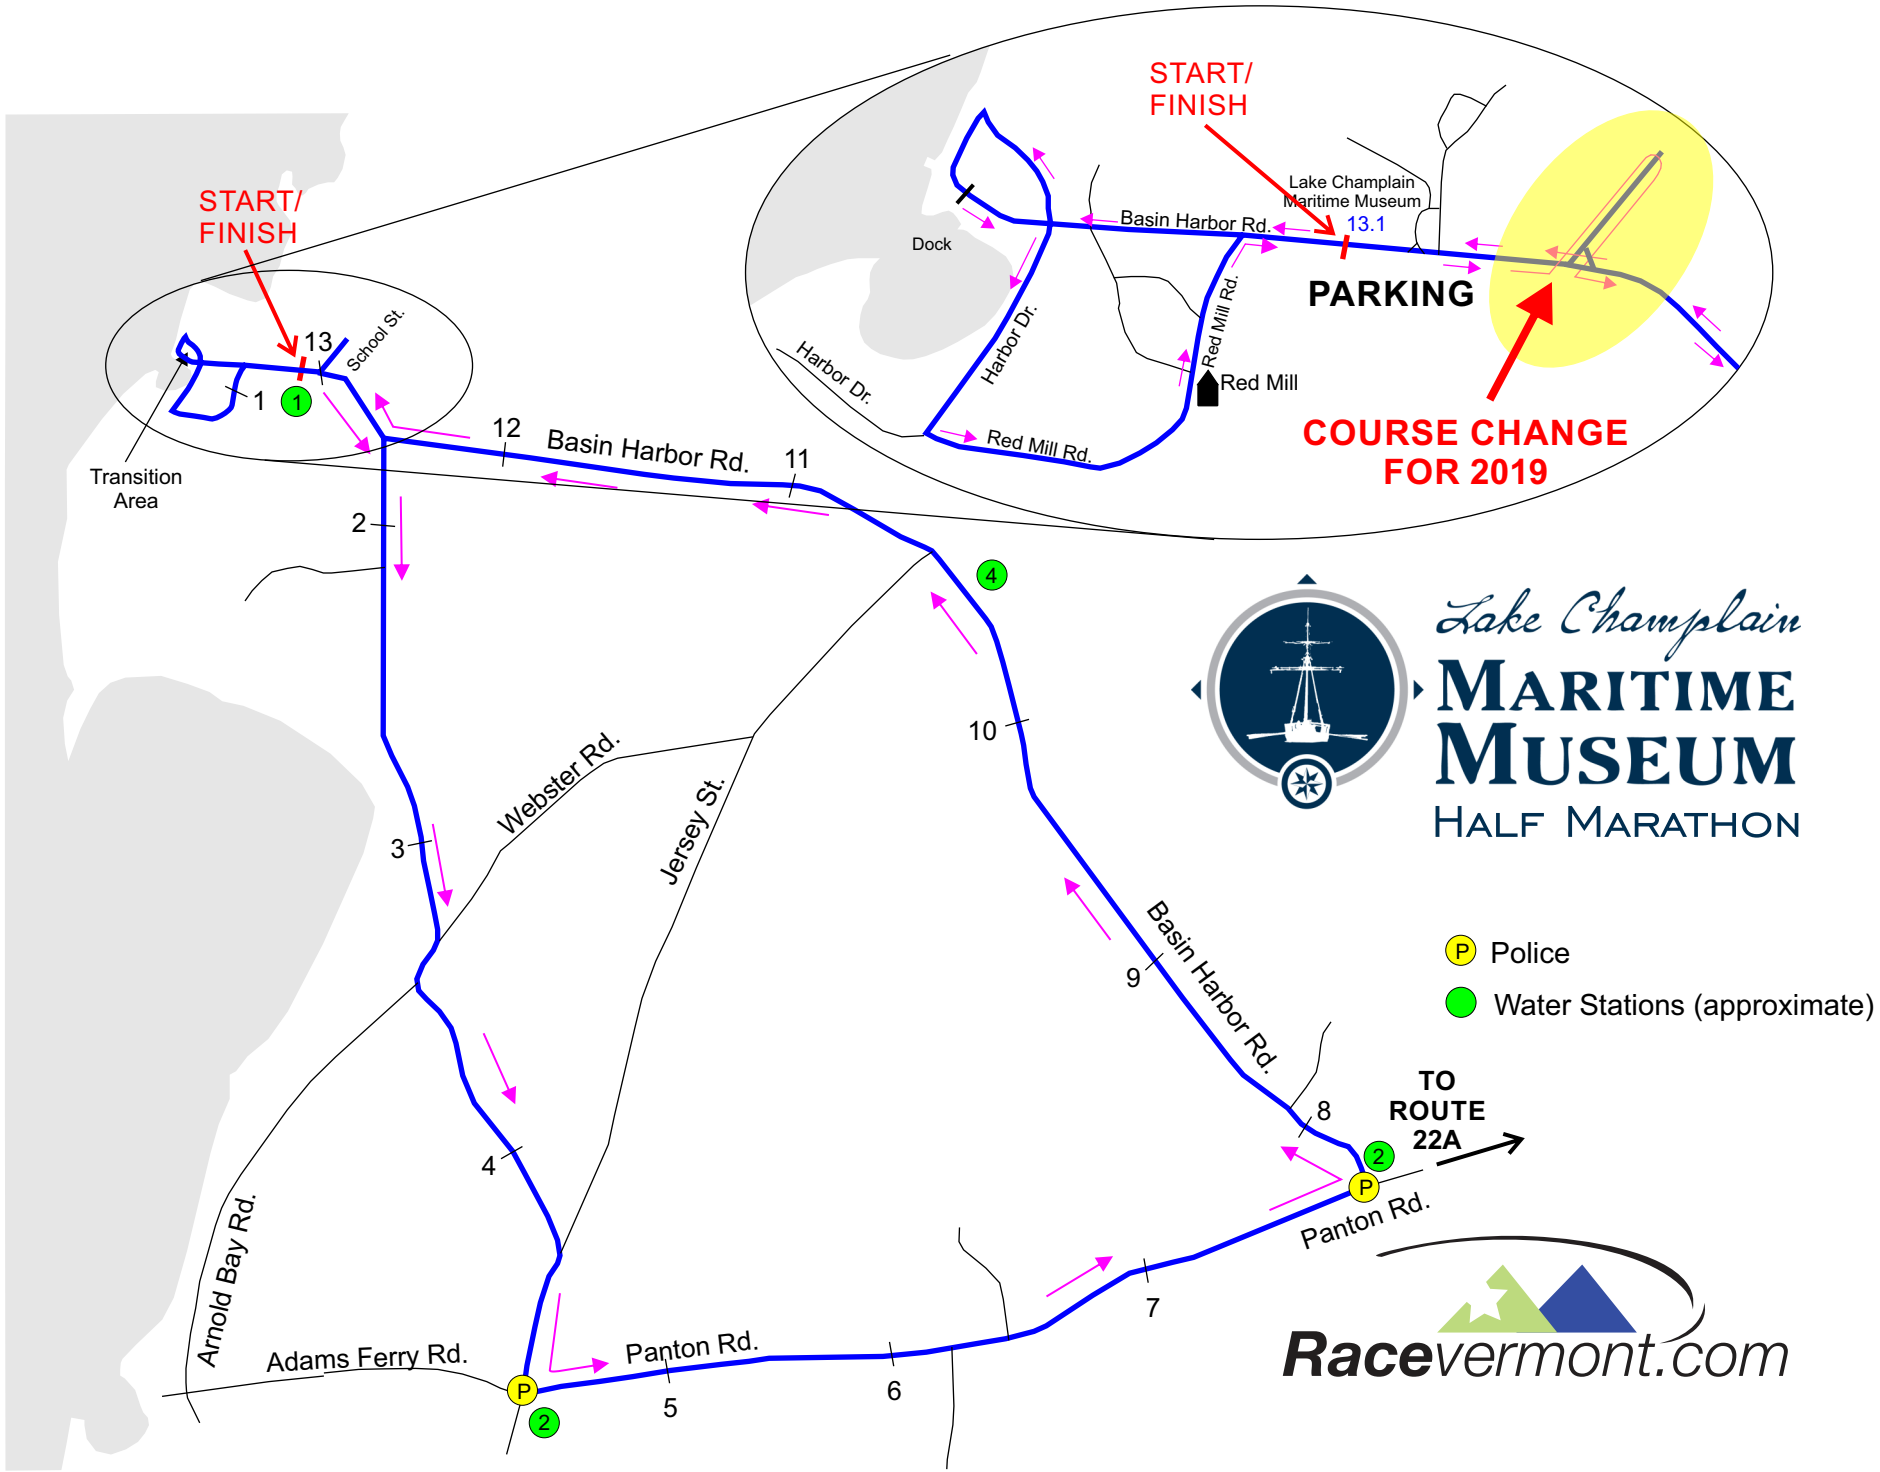 START/
FINISH
Lake Champlain
Maritime Museum
13.1
Basin Harbor Rd.
Dock
PARKING
Harbor Dr.
Harbor Dr.
Red Mill Rd.
Red Mill
Red Mill Rd.
COURSE CHANGE
FOR 2019
START/
FINISH
13
School St.
1
1
Transition
Area
12
Basin Harbor Rd.
11
2
4
10
Webster Rd.
Jersey St.
3
9
Basin Harbor Rd.
4
8
2
P
Panton Rd.
TO
ROUTE
22A
7
Arnold Bay Rd.
Adams Ferry Rd.
P
2
Panton Rd.
5
6
Lake Champlain
MARITIME
MUSEUM
HALF MARATHON
P Police
Water Stations (approximate)
Racevermont.com